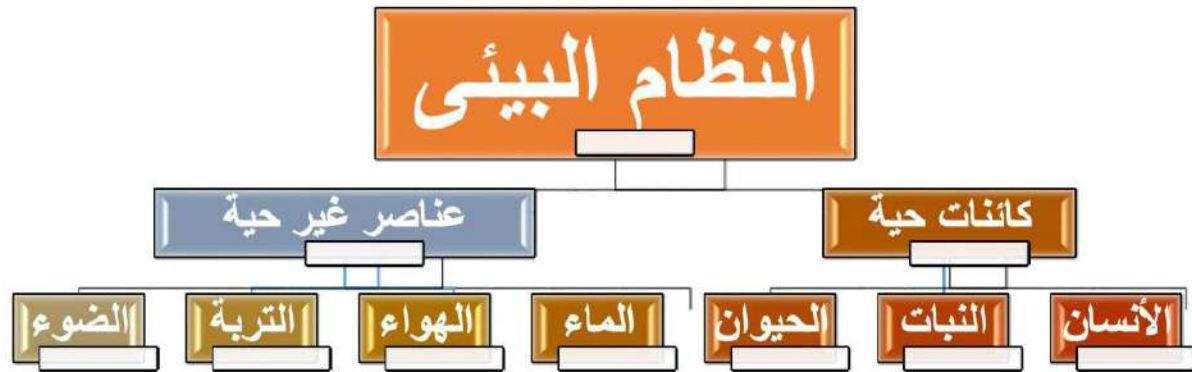 النظام البيئى
كائنات حية
عناصر غير حية
الأنسان
النبات
الحيوان
الماء
الهواء
التربة
الضوء